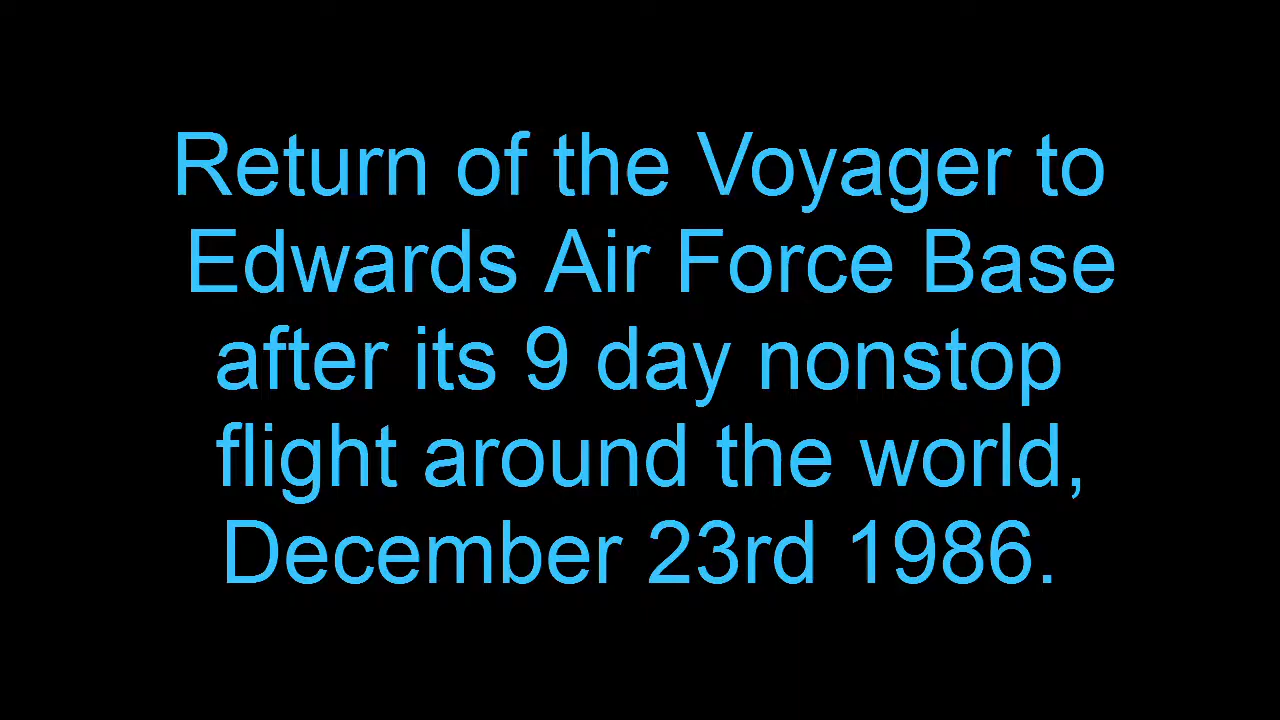 Return of the Voyager to
Edwards Air Force Base
after its 9 day nonstop
flight around the world,
December 23rd 1986.